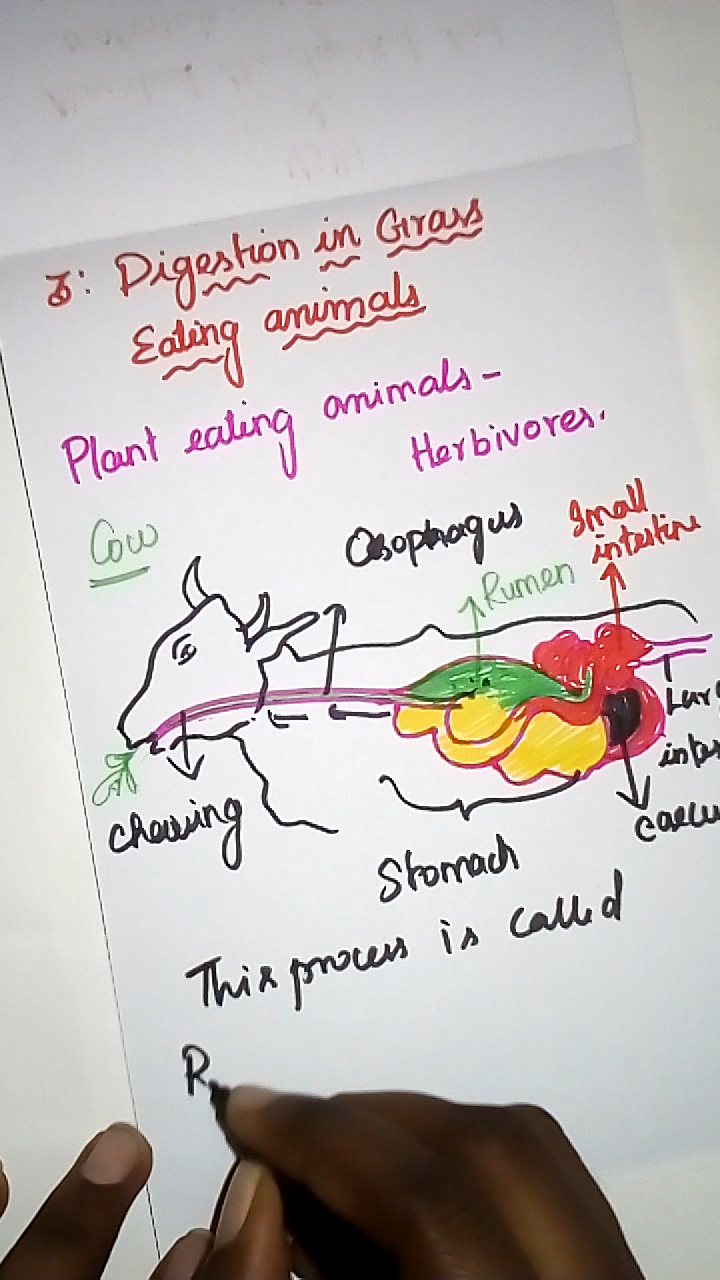 Digestion in Grass
Eating animals
Plant eating animals -
Herbivores.
Cow
Oesophagus
Small
intestine
Rumen
Chewing
Stomach
This process is called
R